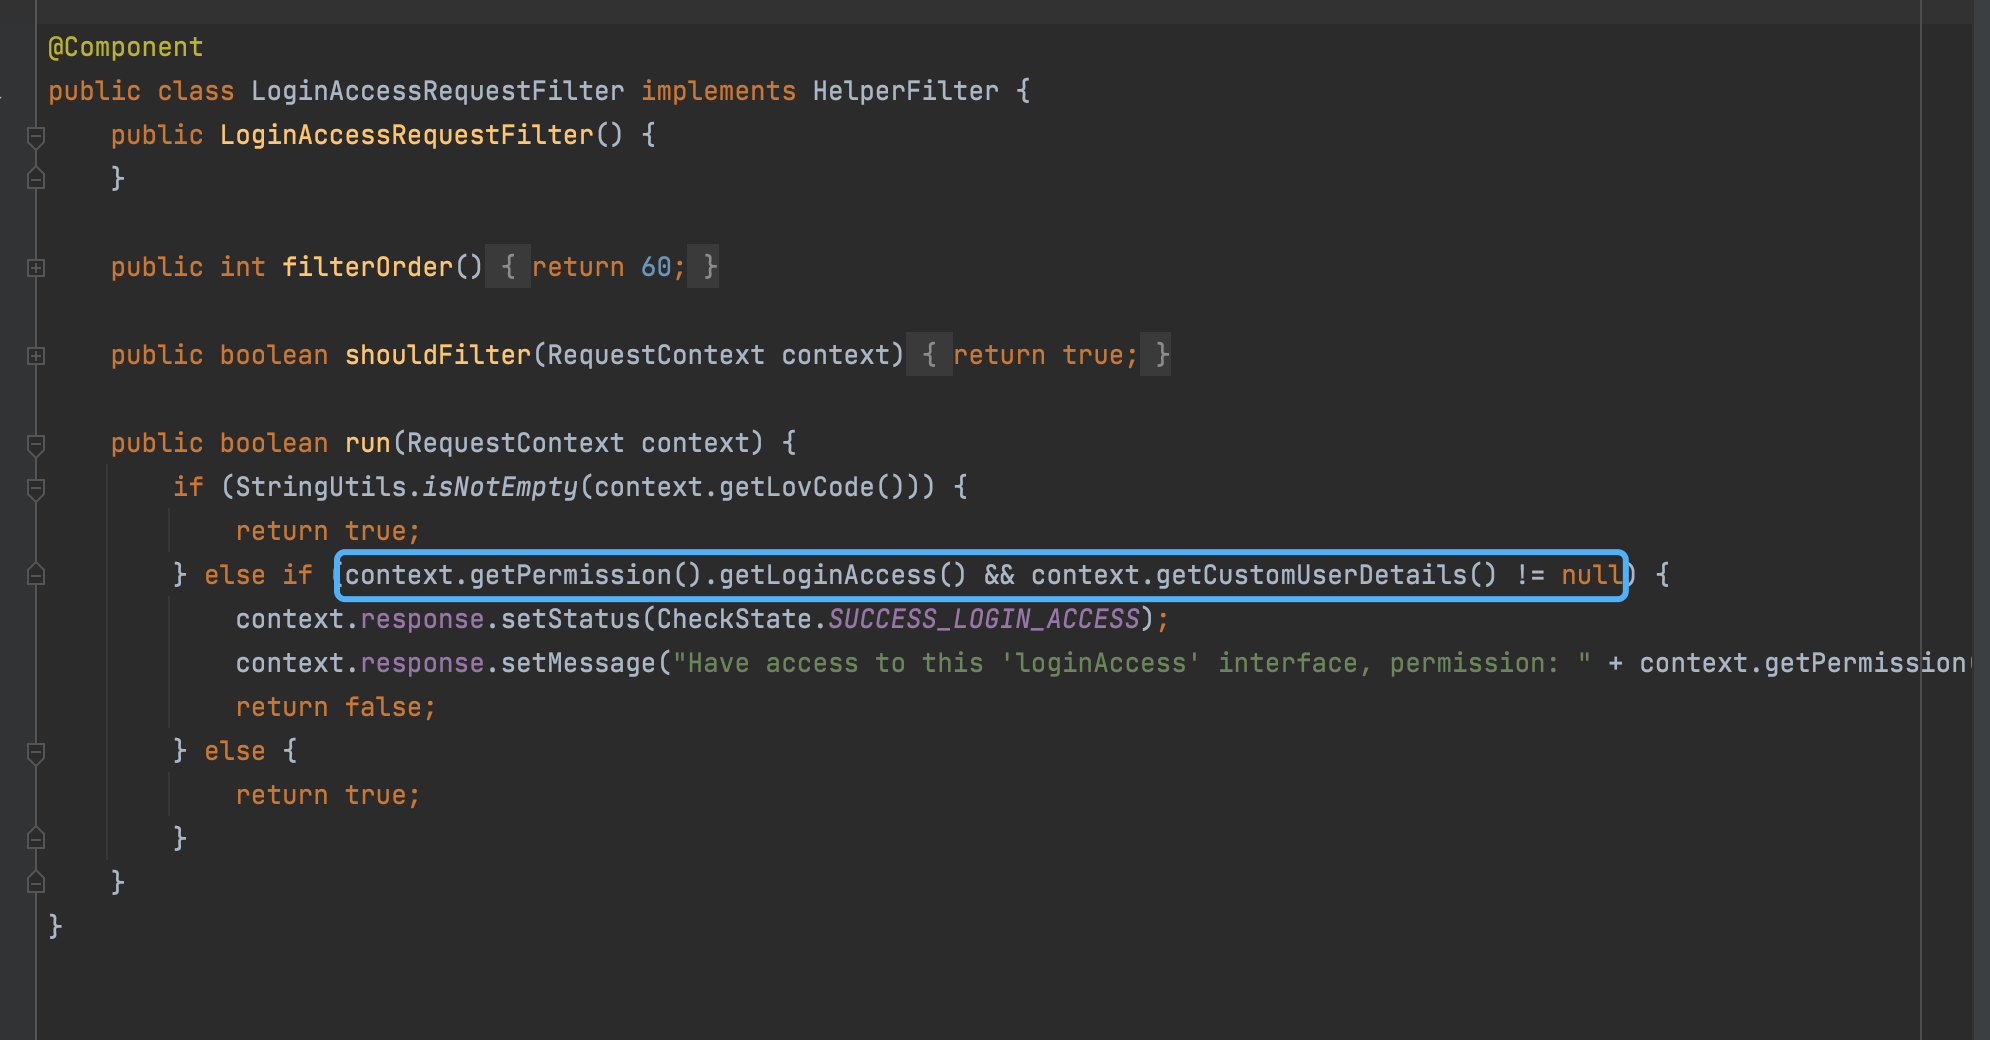 @Component
public class LoginAccessRequestFilter implements HelperFilter {
    public LoginAccessRequestFilter() {
    }
    public int filterOrder() { return 60; }
    public boolean shouldFilter(RequestContext context) { return true; }
    public boolean run(RequestContext context) {
        if (StringUtils.isNotEmpty(context.getLovCode())) {
            return true;
        } else if (context.getPermission().getLoginAccess() && context.getCustomUserDetails() != null) {
            context.response.setStatus(CheckState.SUCCESS_LOGIN_ACCESS);
            context.response.setMessage("Have access to this 'loginAccess' interface, permission: " + context.getPermission(
            return false;
        } else {
            return true;
        }
    }
}